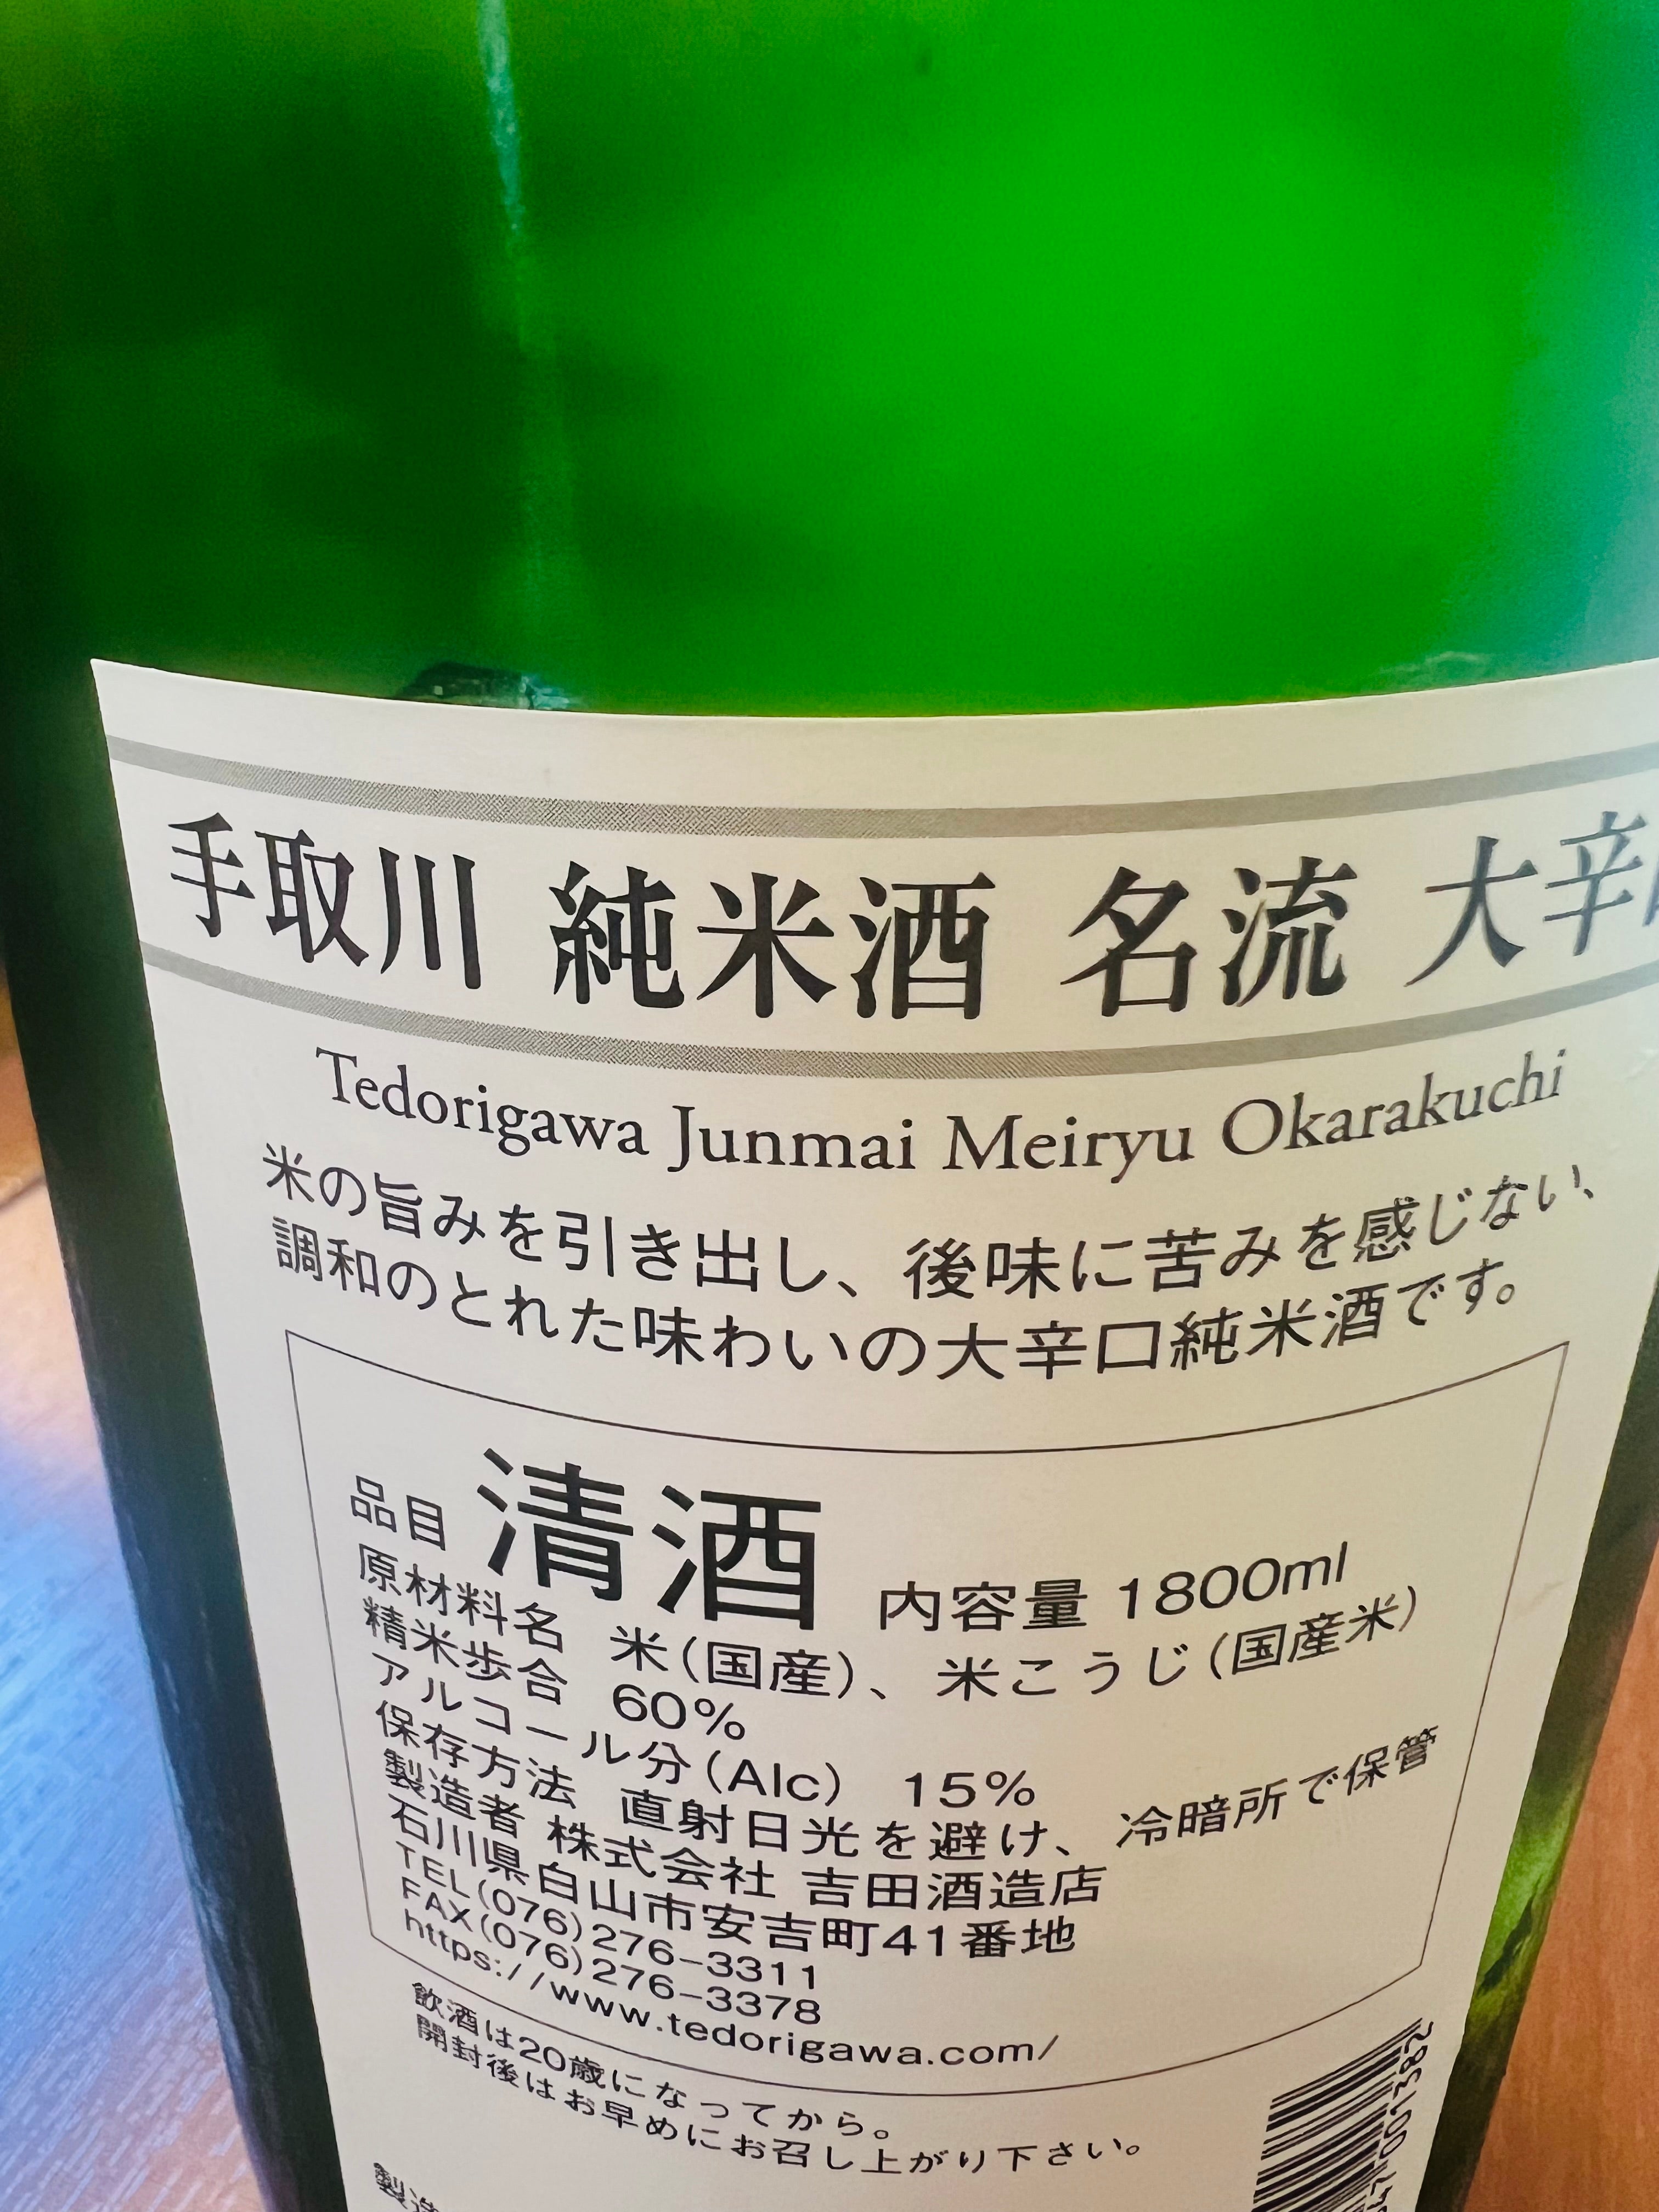 手取川 純米酒 名流 大辛
Tedorigawa Junmai Meiryu Okarakuchi
米の旨みを引き出し、後味に苦みを感じない、
調和のとれた味わいの大辛口純米酒です。
品目 清酒 内容量 1800ml
原材料名 米(国産)、米こうじ(国産米)
精米歩合 60%
アルコール分(Alc) 15%
保存方法 直射日光を避け、冷暗所で保管
製造者 株式会社 吉田酒造店
石川県白山市安吉町41番地
TEL(076)276-3311
FAX(076)276-3378
https://www.tedorigawa.com/
飲酒は20歳になってから。
開封後はお早めにお召し上がり下さい。
製造